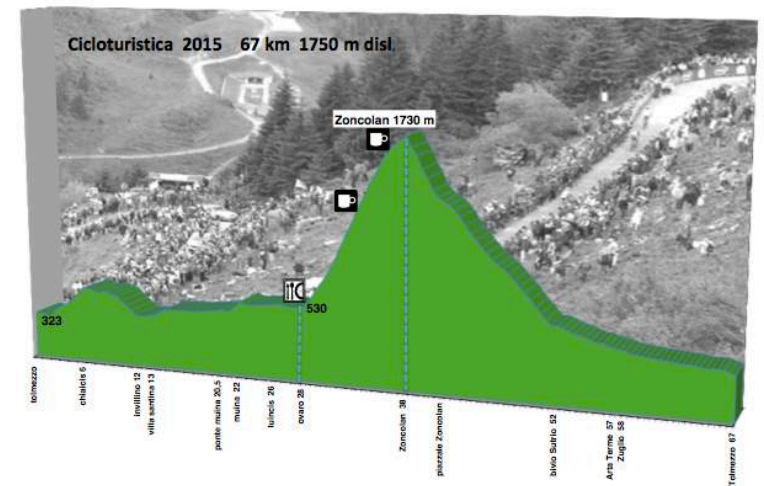 Cicloturistica 2015 67 km 1750 m disl.
Zoncolan 1730 m
530
323
tolmezzo
chiaicis 6
invillino 12
villa santina 13
ponte muina 20,5
muina 22
luincis 26
ovaro 28
Zoncolan 38
piazzale Zoncolan
bivio Sutrio 52
Arta Terme 57
Zuglio 58
Tolmezzo 67